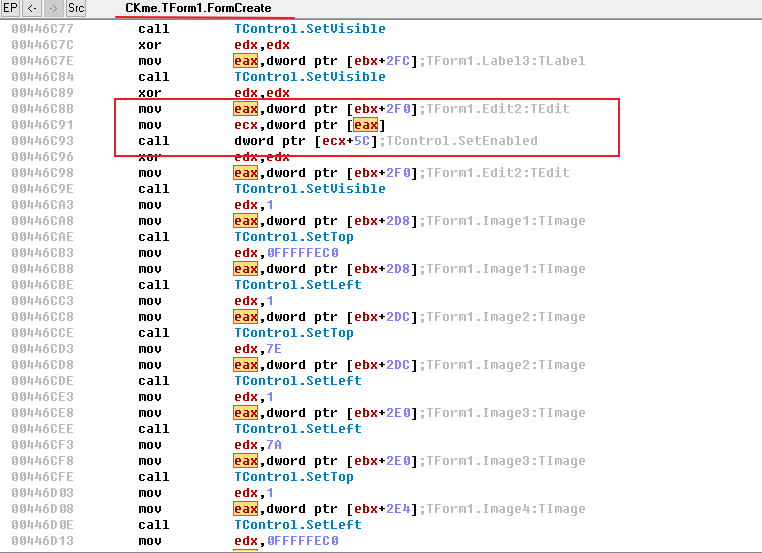 EP <- -> Src CKme.TForm1.FormCreate
00446C77 call TControl.SetVisible
00446C7C xor edx,edx
00446C7E mov eax,dword ptr [ebx+2FC];TForm1.Label3:TLabel
00446C84 call TControl.SetVisible
00446C89 xor edx,edx
00446C8B mov eax,dword ptr [ebx+2F0];TForm1.Edit2:TEdit
00446C91 mov ecx,dword ptr [eax]
00446C93 call dword ptr [ecx+5C];TControl.SetEnabled
00446C96 xor edx,edx
00446C98 mov eax,dword ptr [ebx+2F0];TForm1.Edit2:TEdit
00446C9E call TControl.SetVisible
00446CA3 mov edx,1
00446CA8 mov eax,dword ptr [ebx+2D8];TForm1.Image1:TImage
00446CAE call TControl.SetTop
00446CB3 mov edx,0FFFFFEC0
00446CB8 mov eax,dword ptr [ebx+2D8];TForm1.Image1:TImage
00446CBE call TControl.SetLeft
00446CC3 mov edx,1
00446CC8 mov eax,dword ptr [ebx+2DC];TForm1.Image2:TImage
00446CCE call TControl.SetTop
00446CD3 mov edx,7E
00446CD8 mov eax,dword ptr [ebx+2DC];TForm1.Image2:TImage
00446CDE call TControl.SetLeft
00446CE3 mov edx,1
00446CE8 mov eax,dword ptr [ebx+2E0];TForm1.Image3:TImage
00446CEE call TControl.SetLeft
00446CF3 mov edx,7A
00446CF8 mov eax,dword ptr [ebx+2E0];TForm1.Image3:TImage
00446CFE call TControl.SetTop
00446D03 mov edx,1
00446D08 mov eax,dword ptr [ebx+2E4];TForm1.Image4:TImage
00446D0E call TControl.SetLeft
00446D13 mov edx,0FFFFFEC0